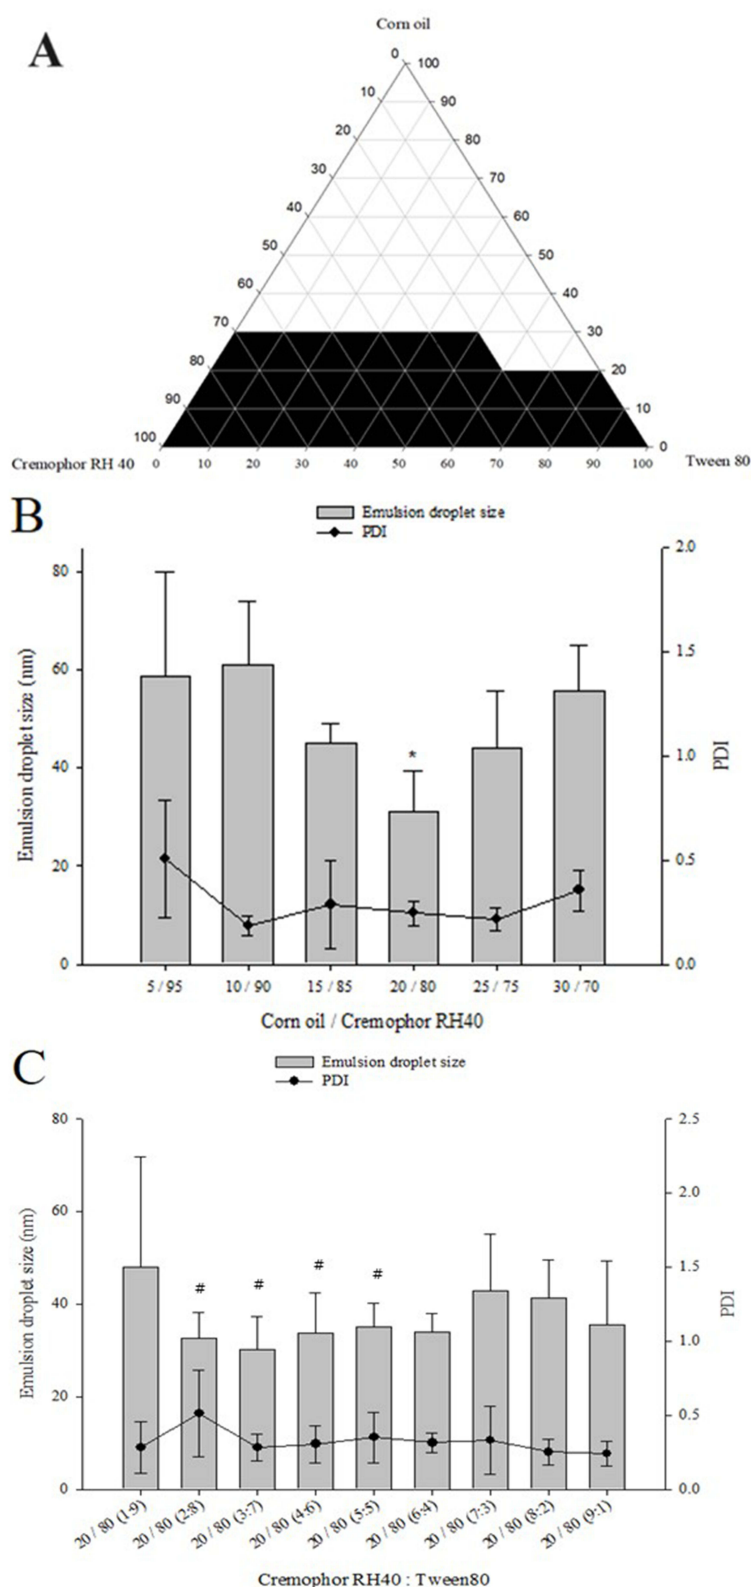 Corn oil
A
0 100
10 90
20 80
30 70
40 60
50 50
60 40
70 30
80 20
90 10
100 0
Cremophor RH 40 0 10 20 30 40 50 60 70 80 90 100 Tween 80
B
Emulsion droplet size
PDI
2.0
80
60
1.5
40
1.0
*
20
0.5
0
0.0
Emulsion droplet size (nm)
PDI
5 / 95 10 / 90 15 / 85 20 / 80 25 / 75 30 / 70
Corn oil / Cremophor RH40
C
Emulsion droplet size
PDI
80 2.5
2.0
60
1.5
# # # #
40
1.0
20
0.5
0 0.0
Emulsion droplet size (nm)
PDI
20 / 80 (1:9) 20 / 80 (2:8) 20 / 80 (3:7) 20 / 80 (4:6) 20 / 80 (5:5) 20 / 80 (6:4) 20 / 80 (7:3) 20 / 80 (8:2) 20 / 80 (9:1)
Cremophor RH40 : Tween80